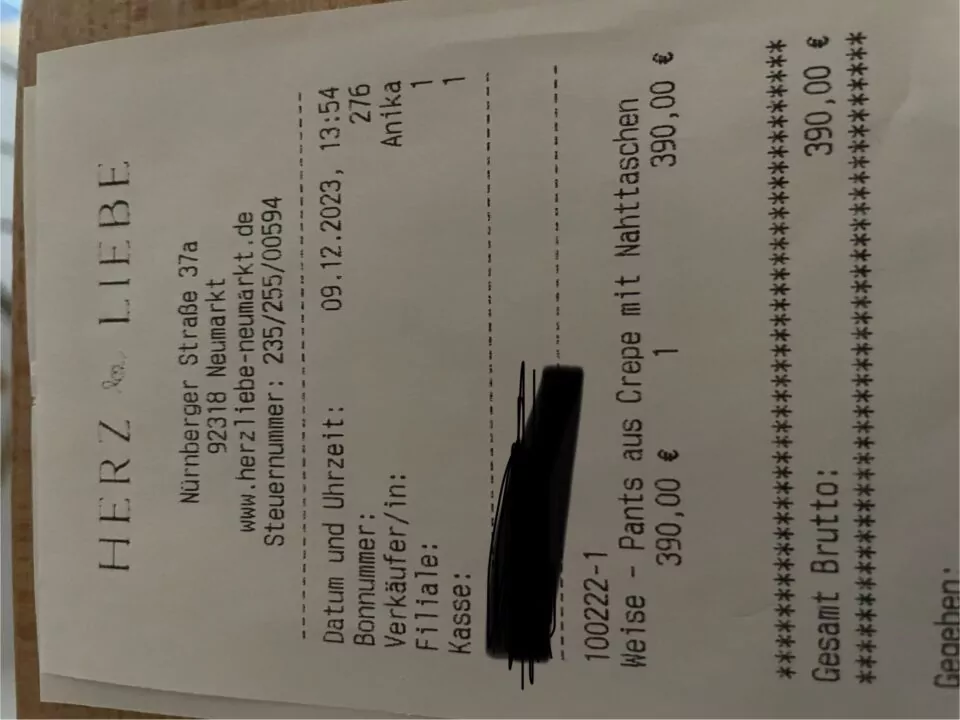 HERZ & LIEBE
Nürnberger Straße 37a
92318 Neumarkt
www.herzliebe-neumarkt.de
Steuernummer: 235/255/00594
Datum und Uhrzeit: 09.12.2023, 13:54
Bonnummer: 276
Verkäufer/in: Anika
Filiale: 1
Kasse: 1
100222-1
Weise - Pants aus Crepe mit Nahttaschen
390,00 € 1 390,00 €
Gesamt Brutto: 390,00 €
Gegeben: